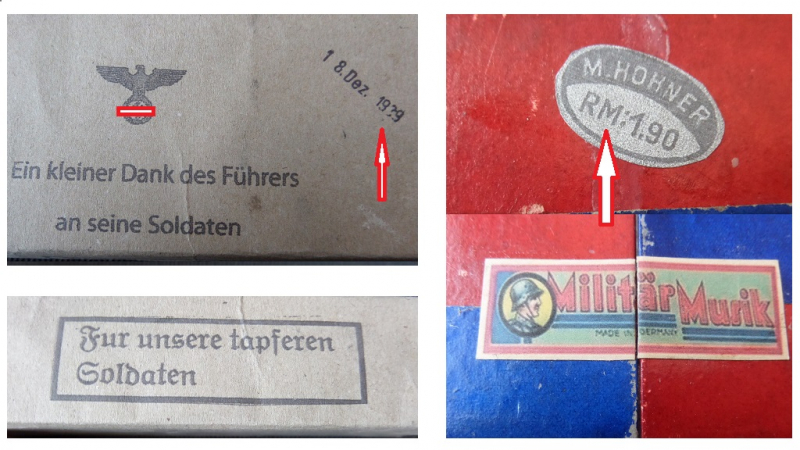 18.Dez. 1939
Ein kleiner Dank des Führers
an seine Soldaten
M. HOHNER
RM:1.90
Fur unsere tapferen
Soldaten
Militär Musik
MADE IN GERMANY